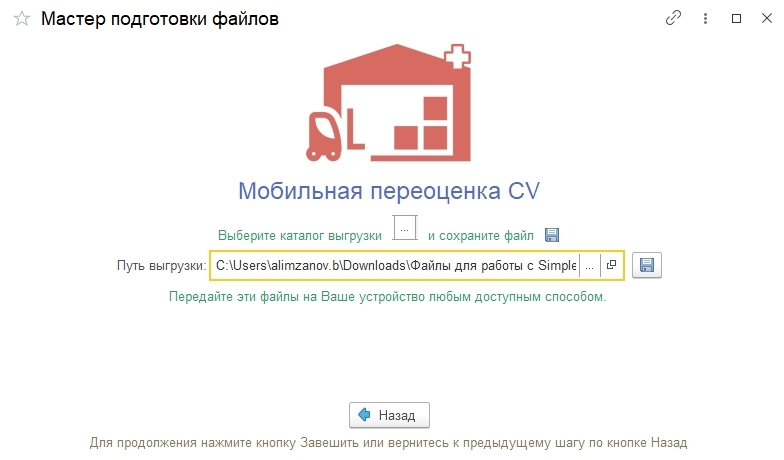 Мастер подготовки файлов
Мобильная переоценка CV
Выберите каталог выгрузки ... и сохраните файл
Путь выгрузки: C:\Users\alimzanov.b\Downloads\Файлы для работы с Simple ...
Передайте эти файлы на Ваше устройство любым доступным способом.
Назад
Для продолжения нажмите кнопку Завешить или вернитесь к предыдущему шагу по кнопке Назад